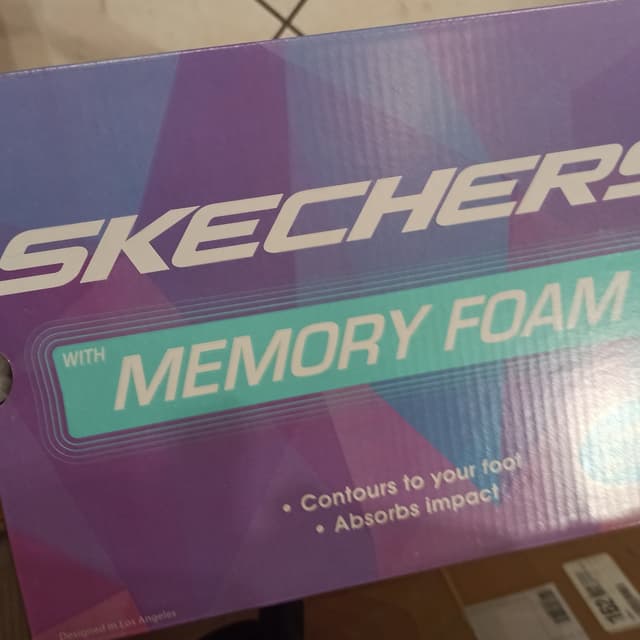 SKECHERS
WITH MEMORY FOAM
• Contours to your foot
• Absorbs impact
Designed in Los Angeles